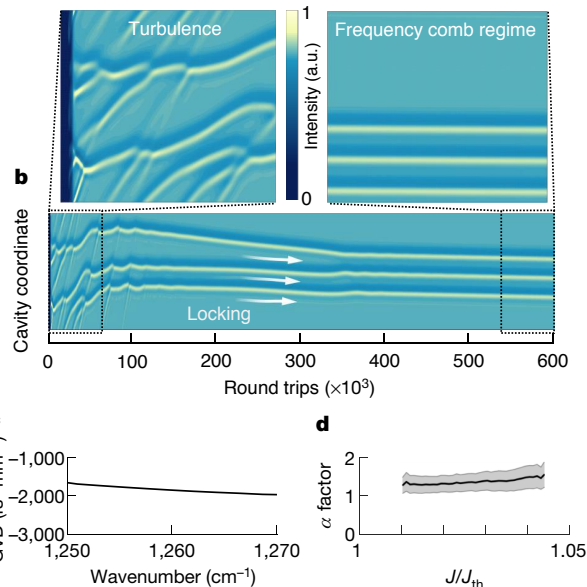 Turbulence
1
Intensity (a.u.)
0
Frequency comb regime
b
Cavity coordinate
Locking
0 100 200 300 400 500 600
Round trips (×10³)
−1,000
−2,000
−3,000
1,250 1,260 1,270
Wavenumber (cm⁻¹)
d
α factor
2
1
0
1 1.05
J/Jth